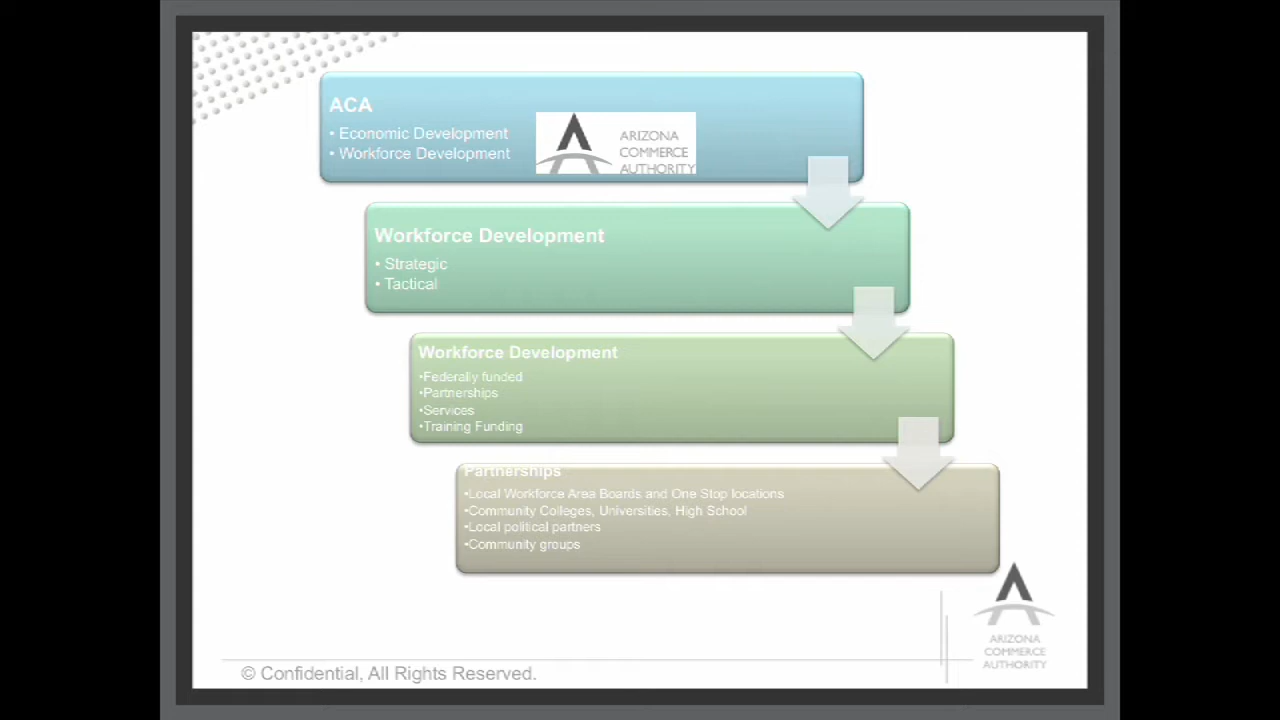 ACA
• Economic Development
• Workforce Development
ARIZONA
COMMERCE
AUTHORITY
Workforce Development
• Strategic
• Tactical
Workforce Development
•Federally funded
•Partnerships
•Services
•Training Funding
Partnerships
•Local Workforce Area Boards and One Stop locations
•Community Colleges, Universities, High School
•Local political partners
•Community groups
ARIZONA
COMMERCE
AUTHORITY
© Confidential, All Rights Reserved.